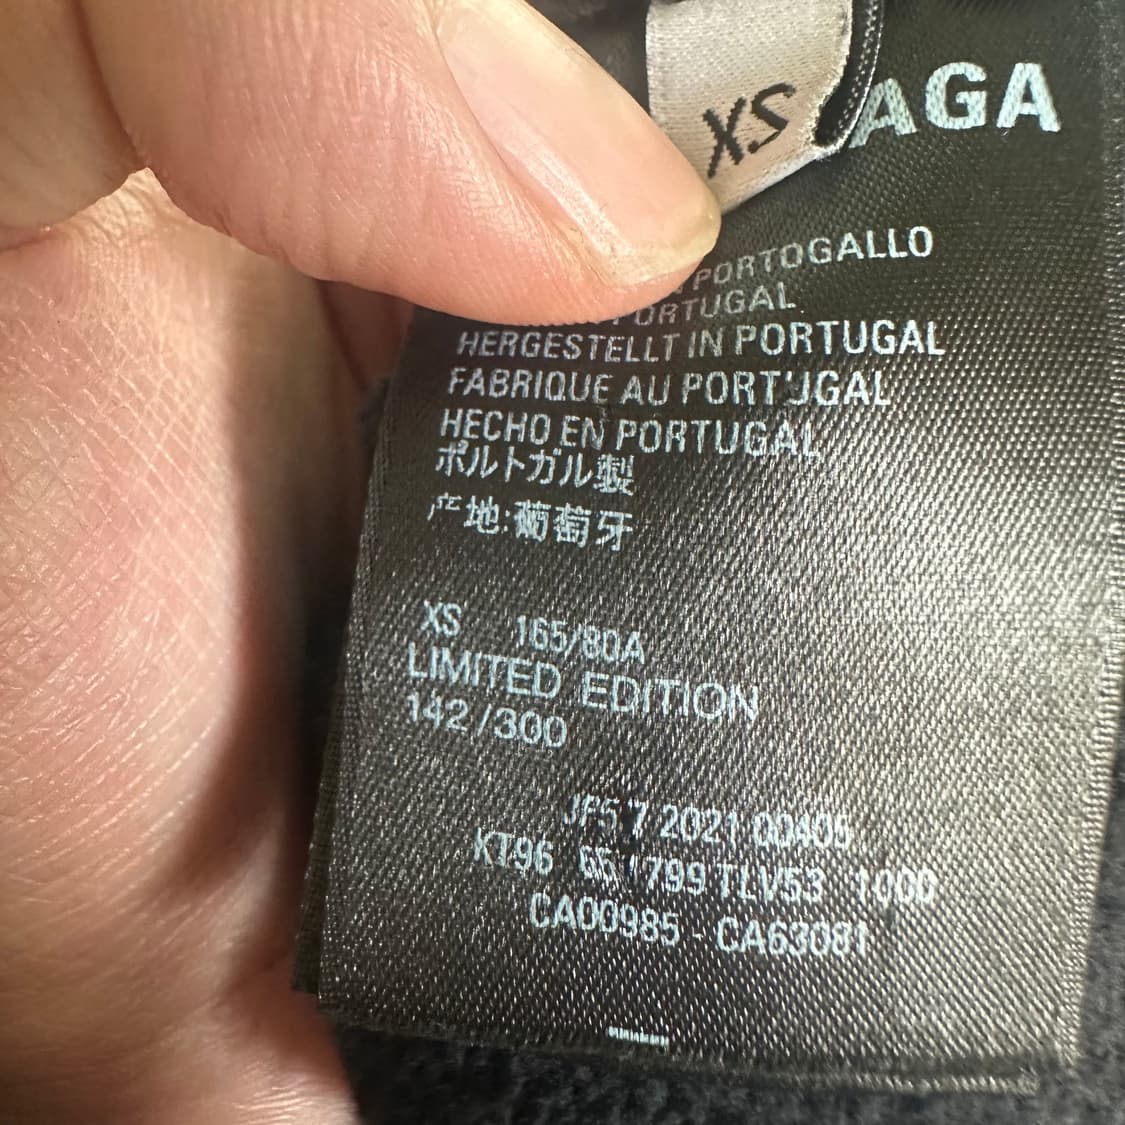 XS
AGA
PORTOGALLO
PORTUGAL
HERGESTELLT IN PORTUGAL
FABRIQUE AU PORTUGAL
HECHO EN PORTUGAL
ポルトガル製
产地:葡萄牙
XS 165/80A
LIMITED EDITION
142/300
2021
KT96 TLV53 1000
CA00985 - CA63081